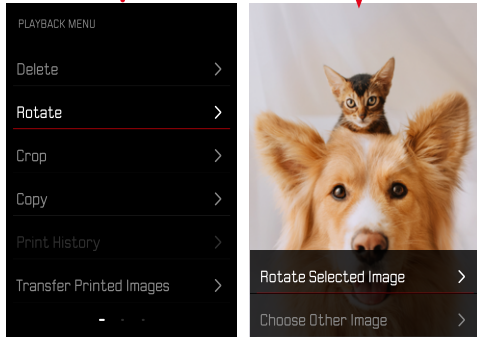 PLAYBACK MENU
Delete
Rotate
Crop
Copy
Print History
Transfer Printed Images
Rotate Selected Image
Choose Other Image